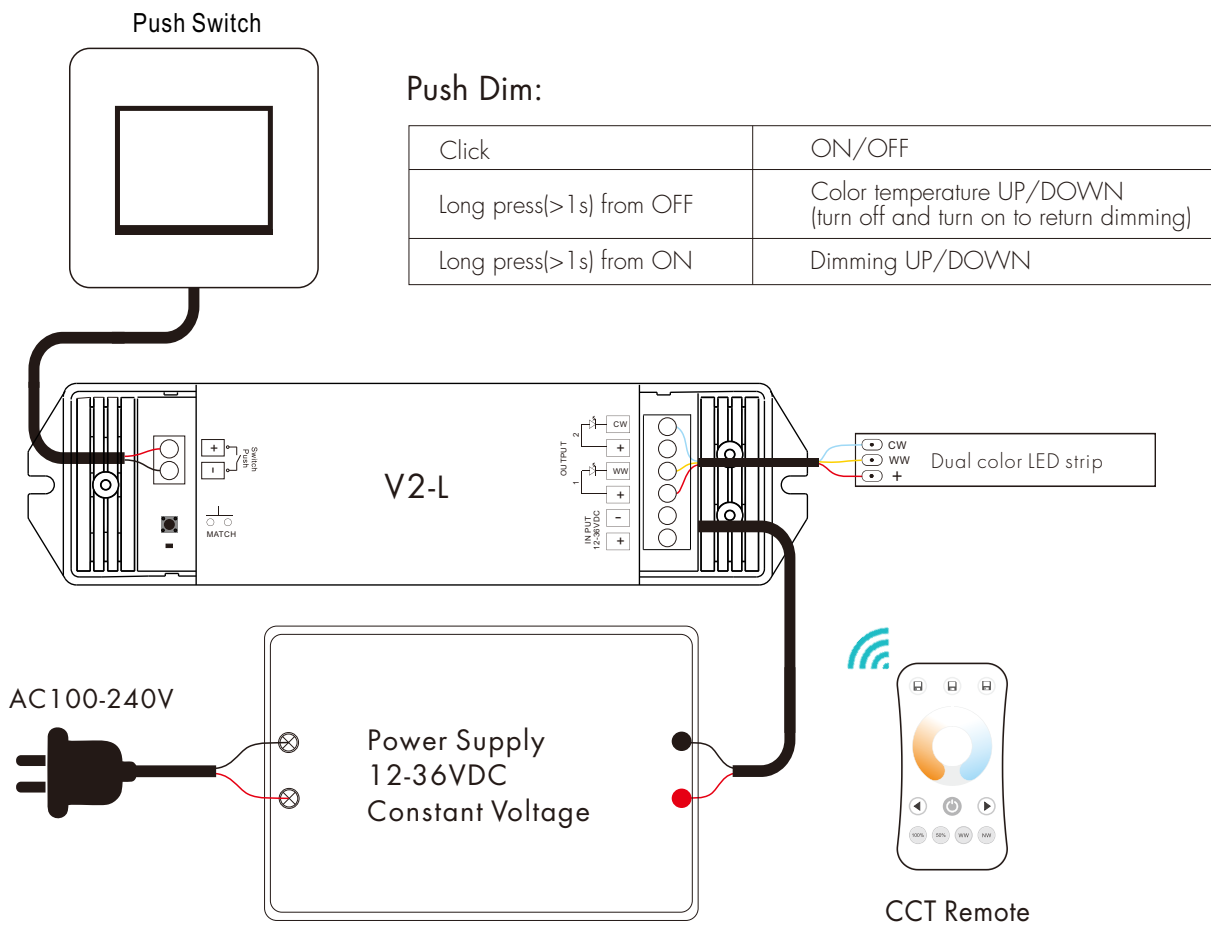 Push Switch
Push Dim:
Click ON/OFF
Long press(>1s) from OFF Color temperature UP/DOWN
(turn off and turn on to return dimming)
Long press(>1s) from ON Dimming UP/DOWN
+
-
Push
Switch
MATCH
V2-L
OUTPUT
2
CW
+
1
WW
+
INPUT
12-36VDC
-
+
CW
WW
+
Dual color LED strip
AC100-240V
Power Supply
12-36VDC
Constant Voltage
100% 50% WW NW
CCT Remote